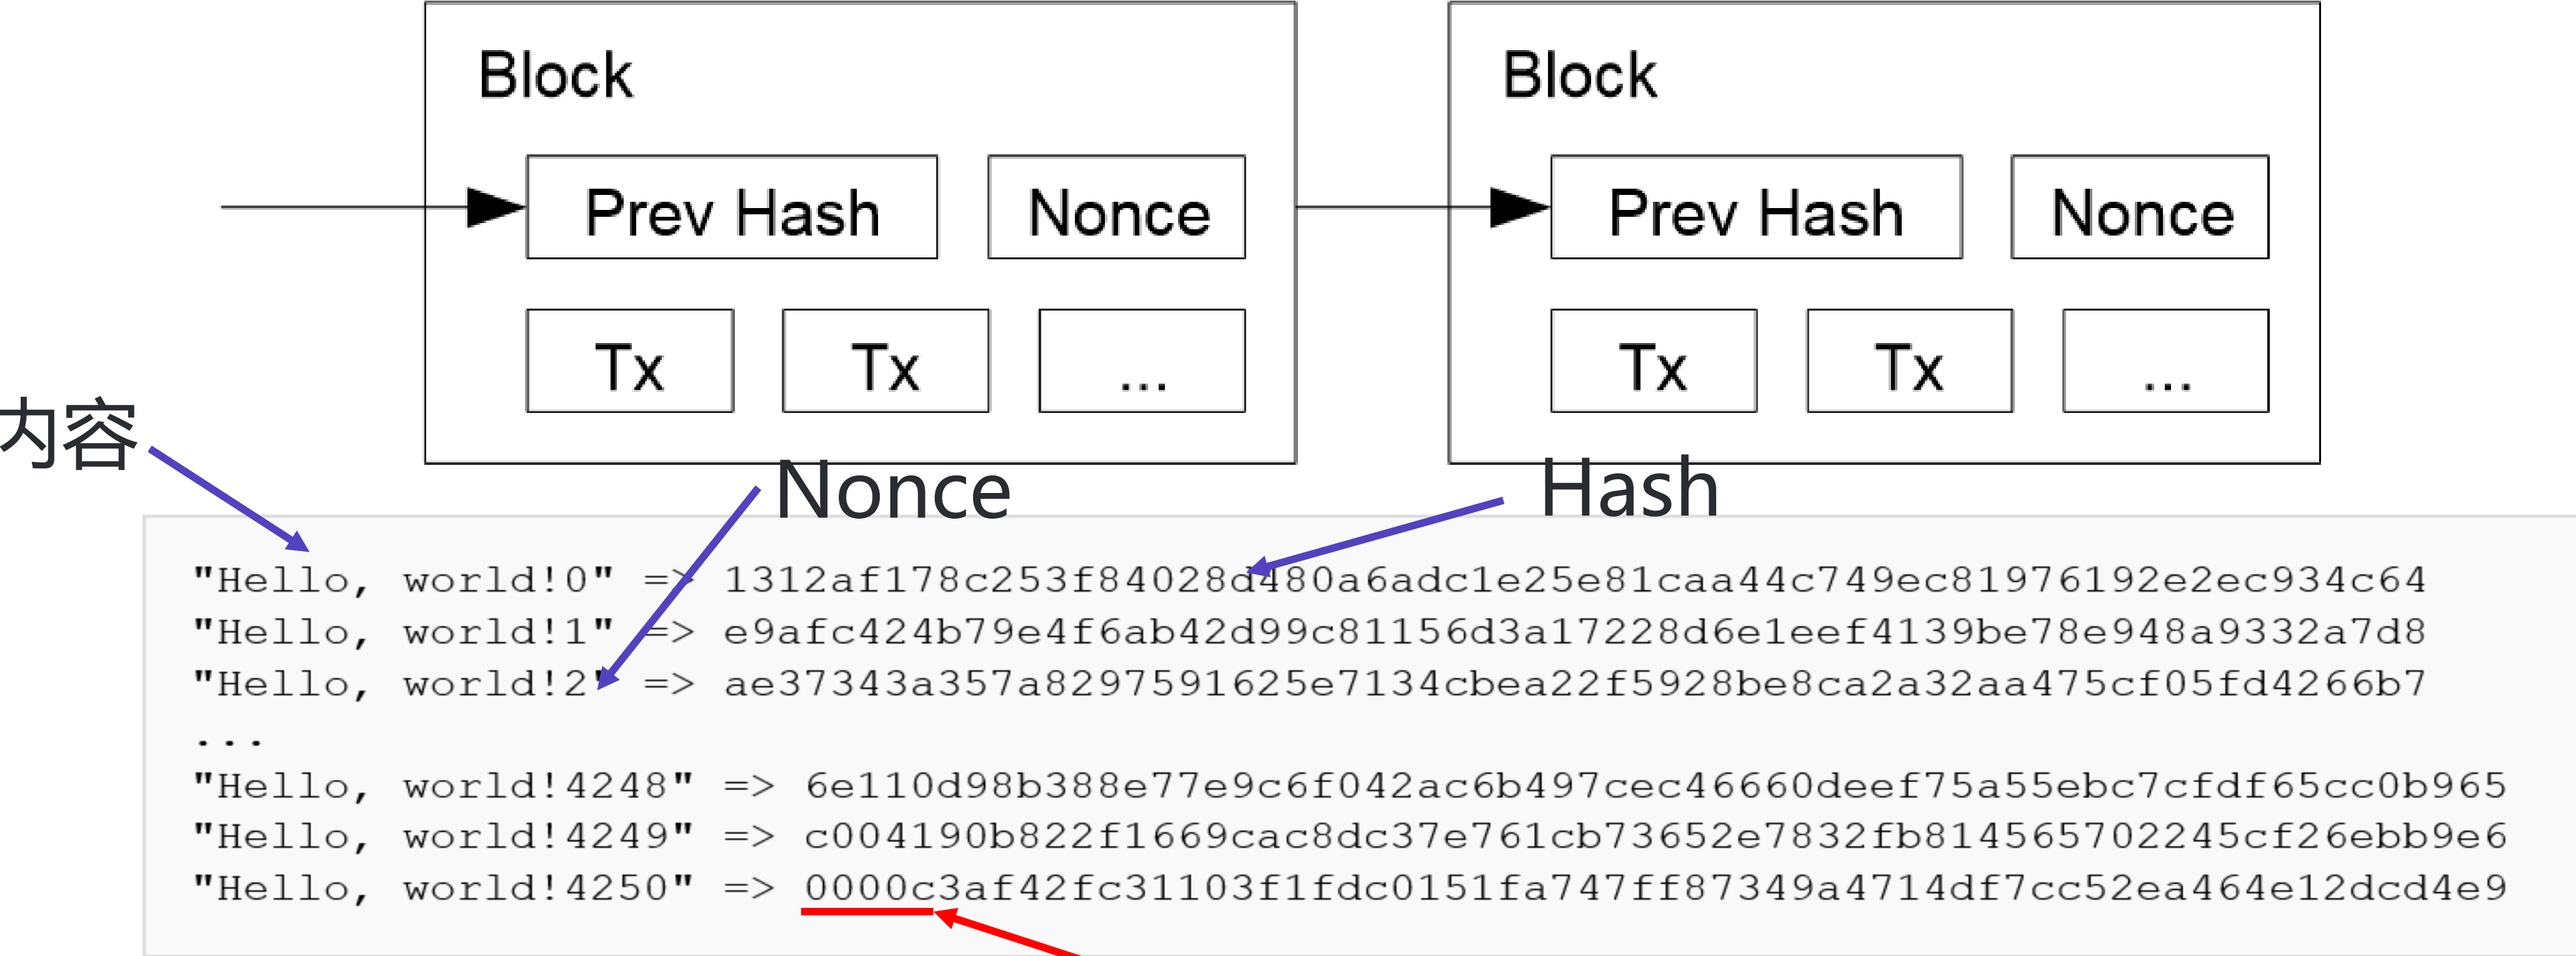 Block
Block
Prev Hash
Nonce
Prev Hash
Nonce
Tx
Tx
...
Tx
Tx
...
内容
Nonce
Hash
"Hello, world!0" => 1312af178c253f84028d480a6adc1e25e81caa44c749ec81976192e2ec934c64
"Hello, world!1" => e9afc424b79e4f6ab42d99c81156d3a17228d6e1eef4139be78e948a9332a7d8
"Hello, world!2" => ae37343a357a8297591625e7134cbea22f5928be8ca2a32aa475cf05fd4266b7
...
"Hello, world!4248" => 6e110d98b388e77e9c6f042ac6b497cec46660deef75a55ebc7cfdf65cc0b965
"Hello, world!4249" => c004190b822f1669cac8dc37e761cb73652e7832fb814565702245cf26ebb9e6
"Hello, world!4250" => 0000c3af42fc31103f1fdc0151fa747ff87349a4714df7cc52ea464e12dcd4e9